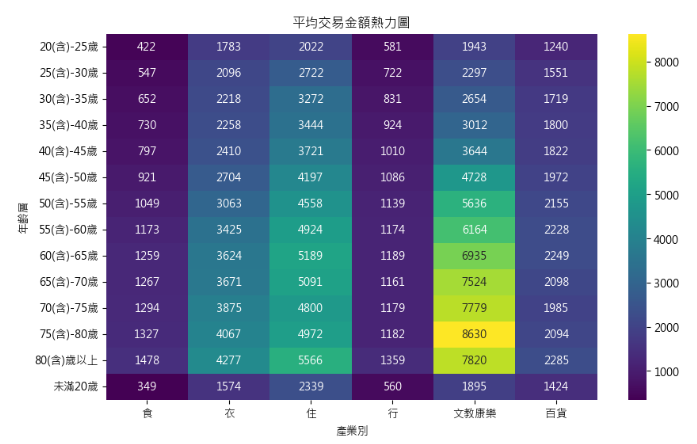 平均交易金額熱力圖
20(含)-25歲 422 1783 2022 581 1943 1240
25(含)-30歲 547 2096 2722 722 2297 1551
30(含)-35歲 652 2218 3272 831 2654 1719
35(含)-40歲 730 2258 3444 924 3012 1800
40(含)-45歲 797 2410 3721 1010 3644 1822
45(含)-50歲 921 2704 4197 1086 4728 1972
50(含)-55歲 1049 3063 4558 1139 5636 2155
55(含)-60歲 1173 3425 4924 1174 6164 2228
60(含)-65歲 1259 3624 5189 1189 6935 2249
65(含)-70歲 1267 3671 5091 1161 7524 2098
70(含)-75歲 1294 3875 4800 1179 7779 1985
75(含)-80歲 1327 4067 4972 1182 8630 2094
80(含)歲以上 1478 4277 5566 1359 7820 2285
未滿20歲 349 1574 2339 560 1895 1424
食 衣 住 行 文教康樂 百貨
產業別
年齡層
8000
7000
6000
5000
4000
3000
2000
1000